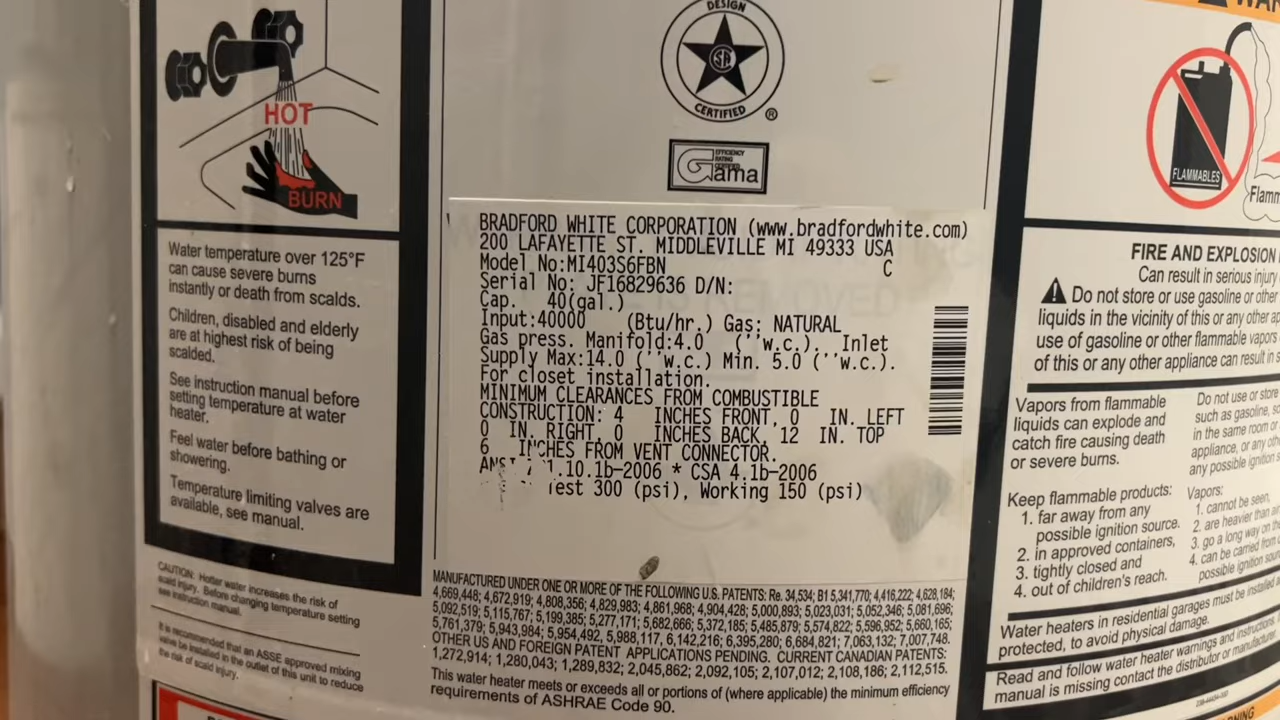 HOT
BURN
Water temperature over 125°F
can cause severe burns
instantly or death from scalds.
Children, disabled and elderly
are at highest risk of being
scalded.
See instruction manual before
setting temperature at water
heater.
Feel water before bathing or
showering.
Temperature limiting valves are
available, see manual.
CAUTION: Hotter water increases the risk of
scald injury. Before changing temperature setting
see instruction manual.
It is recommended that an ASSE approved mixing
valve be installed in the outlet of this unit to reduce
the risk of scald injury.
DESIGN
CERTIFIED
®
EFFICIENCY
RATING
CERTIFIED
Gama
BRADFORD WHITE CORPORATION (www.bradfordwhite.com)
200 LAFAYETTE ST. MIDDLEVILLE MI 49333 USA
Model No:MI403S6FBN C
Serial No: JF16829636 D/N:
Cap. 40(gal.)
Input:40000 (Btu/hr.) Gas: NATURAL
Gas press. Manifold:4.0 (''w.c.). Inlet
Supply Max:14.0 (''w.c.) Min. 5.0 (''w.c.).
For closet installation.
MINIMUM CLEARANCES FROM COMBUSTIBLE
CONSTRUCTION: 4 INCHES FRONT, 0 IN. LEFT
0 IN. RIGHT, 0 INCHES BACK, 12 IN. TOP
6 INCHES FROM VENT CONNECTOR.
.10.1b-2006 * CSA 4.1b-2006
Test 300 (psi), Working 150 (psi)
MANUFACTURED UNDER ONE OR MORE OF THE FOLLOWING U.S. PATENTS: Re. 34,534; B1 5,341,770; 4,416,222; 4,628,184;
4,669,448; 4,672,919; 4,808,356; 4,829,983; 4,861,968; 4,904,428; 5,000,893; 5,023,031; 5,052,346; 5,081,696;
5,092,519; 5,115,767; 5,199,385; 5,277,171; 5,682,666; 5,372,185; 5,485,879; 5,574,822; 5,596,952; 5,660,165;
5,761,379; 5,943,984; 5,954,492; 5,988,117; 6,142,216; 6,395,280; 6,684,821; 7,063,132; 7,007,748.
OTHER US AND FOREIGN PATENT APPLICATIONS PENDING. CURRENT CANADIAN PATENTS:
1,272,914; 1,280,043; 1,289,832; 2,045,862; 2,092,105; 2,107,012; 2,108,186; 2,112,515.
This water heater meets or exceeds all or portions of (where applicable) the minimum efficiency
requirements of ASHRAE Code 90.
FLAMMABLES
Flamm
FIRE AND EXPLOSION
Can result in serious injury
Do not store or use gasoline or other
liquids in the vicinity of this or any other
use of gasoline or other flammable vapors
of this or any other appliance can result in
Vapors from flammable
liquids can explode and
catch fire causing death
or severe burns.
Do not use or store
such as gasoline,
in the same room or
appliance, or any
any possible ignition
Keep flammable products:
1. far away from any
possible ignition source.
2. in approved containers,
3. tightly closed and
4. out of children's reach.
Vapors:
1. cannot be seen,
2. are heavier than
3. go a long way on
4. can be carried from
possible ignition
Water heaters in residential garages must be installed
protected, to avoid physical damage.
Read and follow water heater warnings and instructions.
manual is missing contact the distributor or